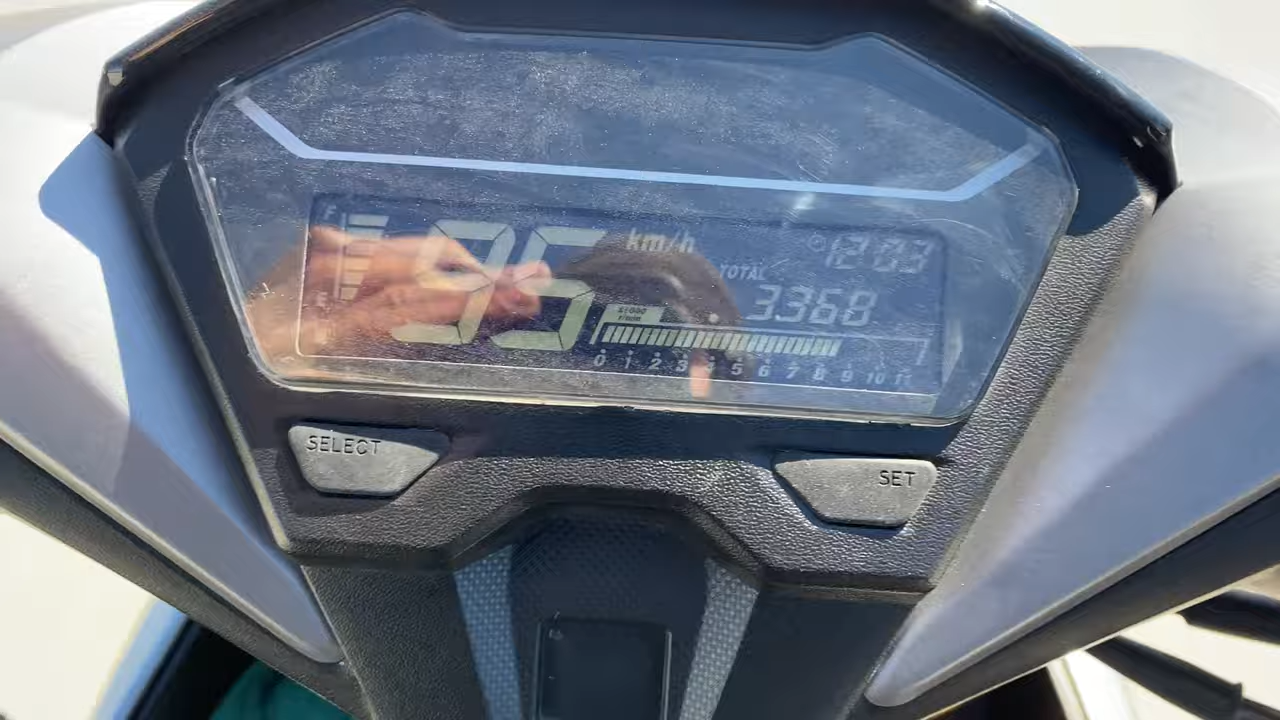 F
95 km/h
12:03
TOTAL
3368
x1000
r/min
E
0 1 2 3 4 5 6 7 8 9 10 11
SELECT
SET